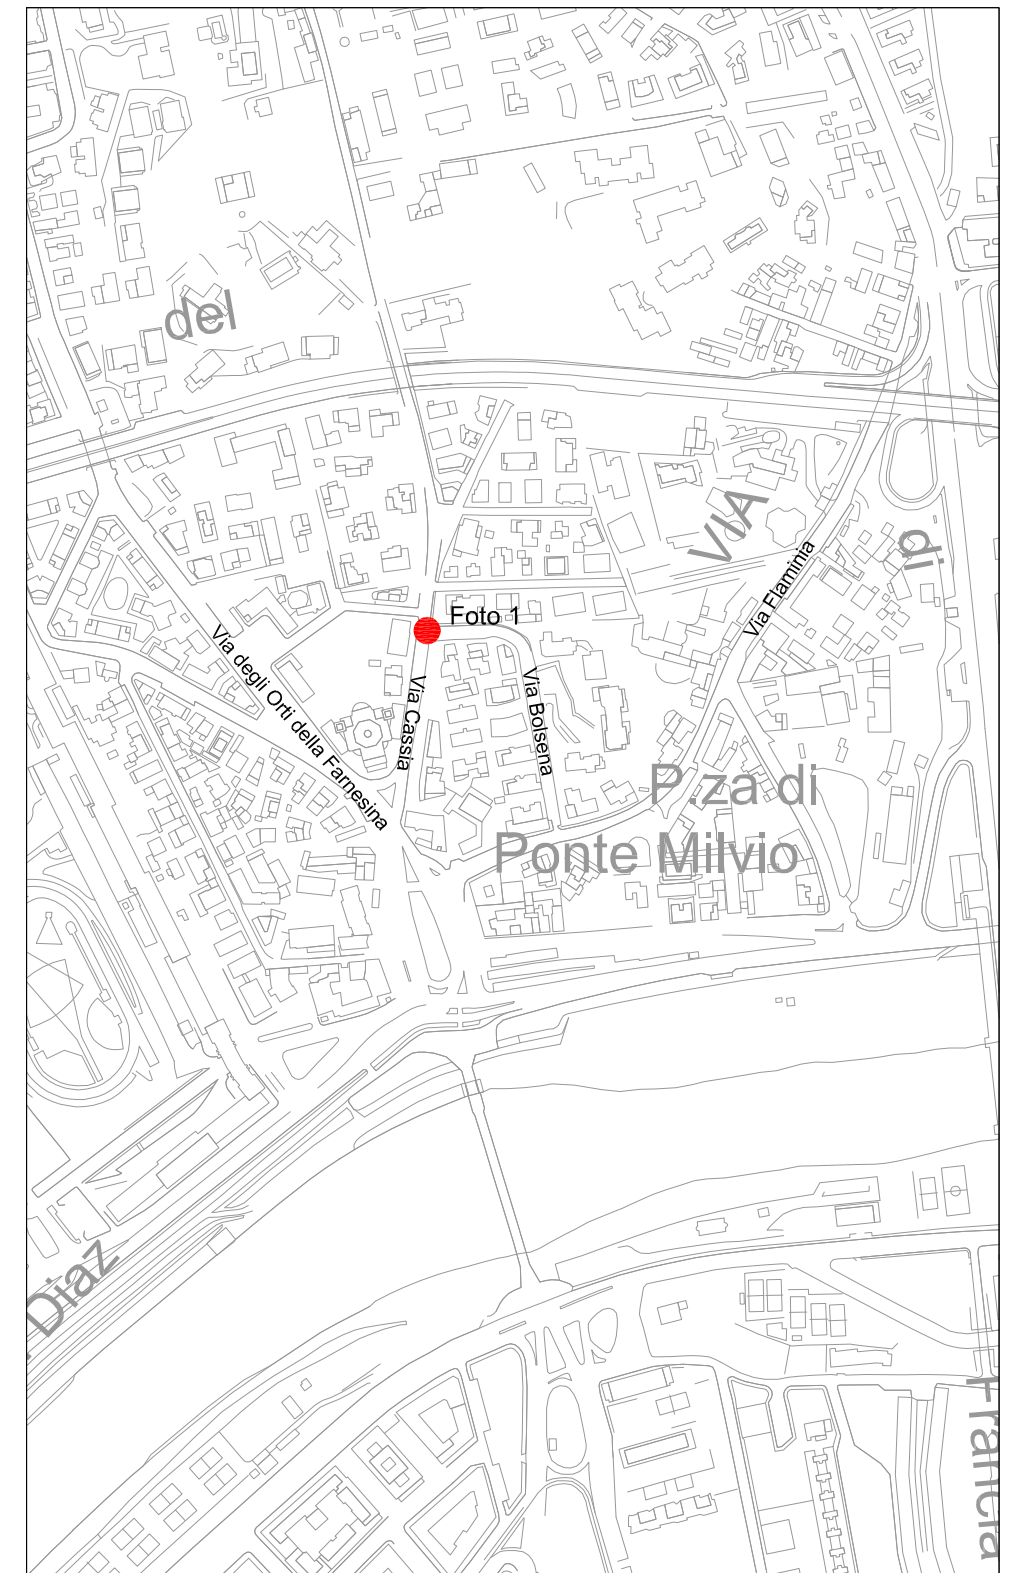 del
VIA
di
Via Flaminia
Foto 1
Via degli Orti della Farnesina
Via Cassia
Via Bolsena
P.za di
Ponte Milvio
Diaz
Francia